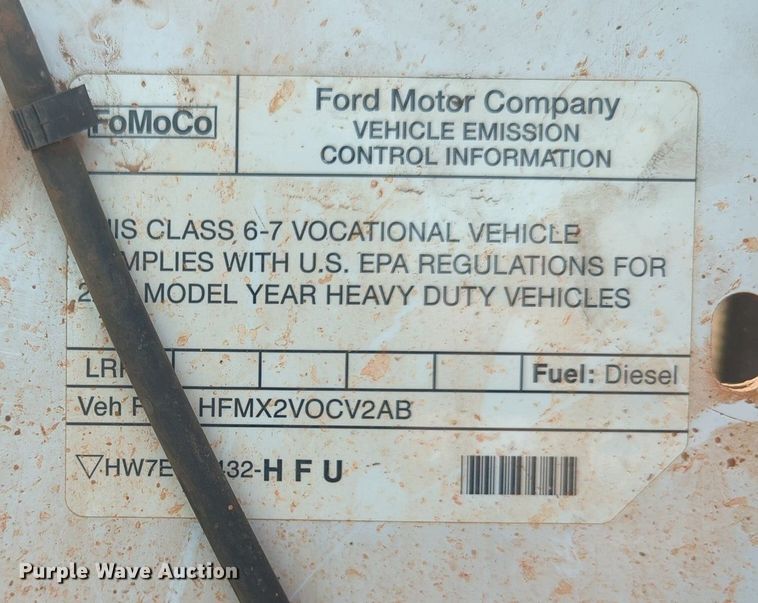 FoMoCo
Ford Motor Company
VEHICLE EMISSION
CONTROL INFORMATION
CLASS 6-7 VOCATIONAL VEHICLE
WITH U.S. EPA REGULATIONS FOR
MODEL YEAR HEAVY DUTY VEHICLES
Fuel: Diesel
Veh HFMX2VOCV2AB
H F U
Purple Wave Auction